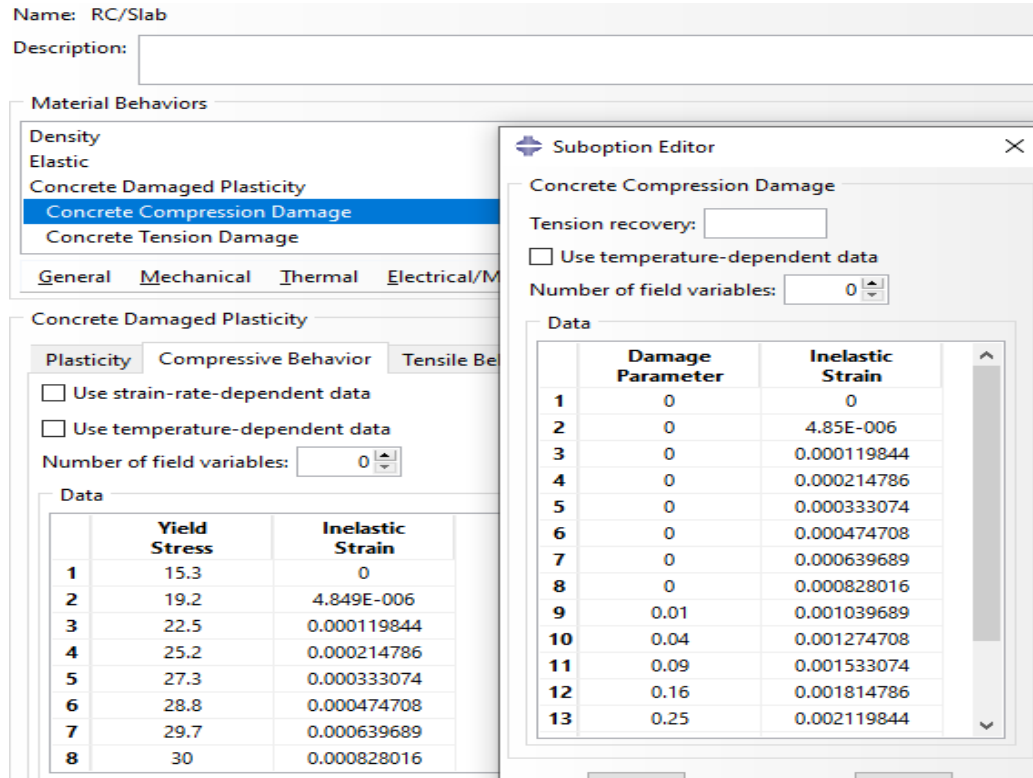 Name: RC/Slab
Description:
Material Behaviors
Density
Elastic
Concrete Damaged Plasticity
Concrete Compression Damage
Concrete Tension Damage
General Mechanical Thermal Electrical/M
Concrete Damaged Plasticity
Plasticity Compressive Behavior Tensile Be
Use strain-rate-dependent data
Use temperature-dependent data
Number of field variables: 0
Data
Yield Stress Inelastic Strain
1 15.3 0
2 19.2 4.849E-006
3 22.5 0.000119844
4 25.2 0.000214786
5 27.3 0.000333074
6 28.8 0.000474708
7 29.7 0.000639689
8 30 0.000828016
Suboption Editor
Concrete Compression Damage
Tension recovery:
Use temperature-dependent data
Number of field variables: 0
Data
Damage Parameter Inelastic Strain
1 0 0
2 0 4.85E-006
3 0 0.000119844
4 0 0.000214786
5 0 0.000333074
6 0 0.000474708
7 0 0.000639689
8 0 0.000828016
9 0.01 0.001039689
10 0.04 0.001274708
11 0.09 0.001533074
12 0.16 0.001814786
13 0.25 0.002119844